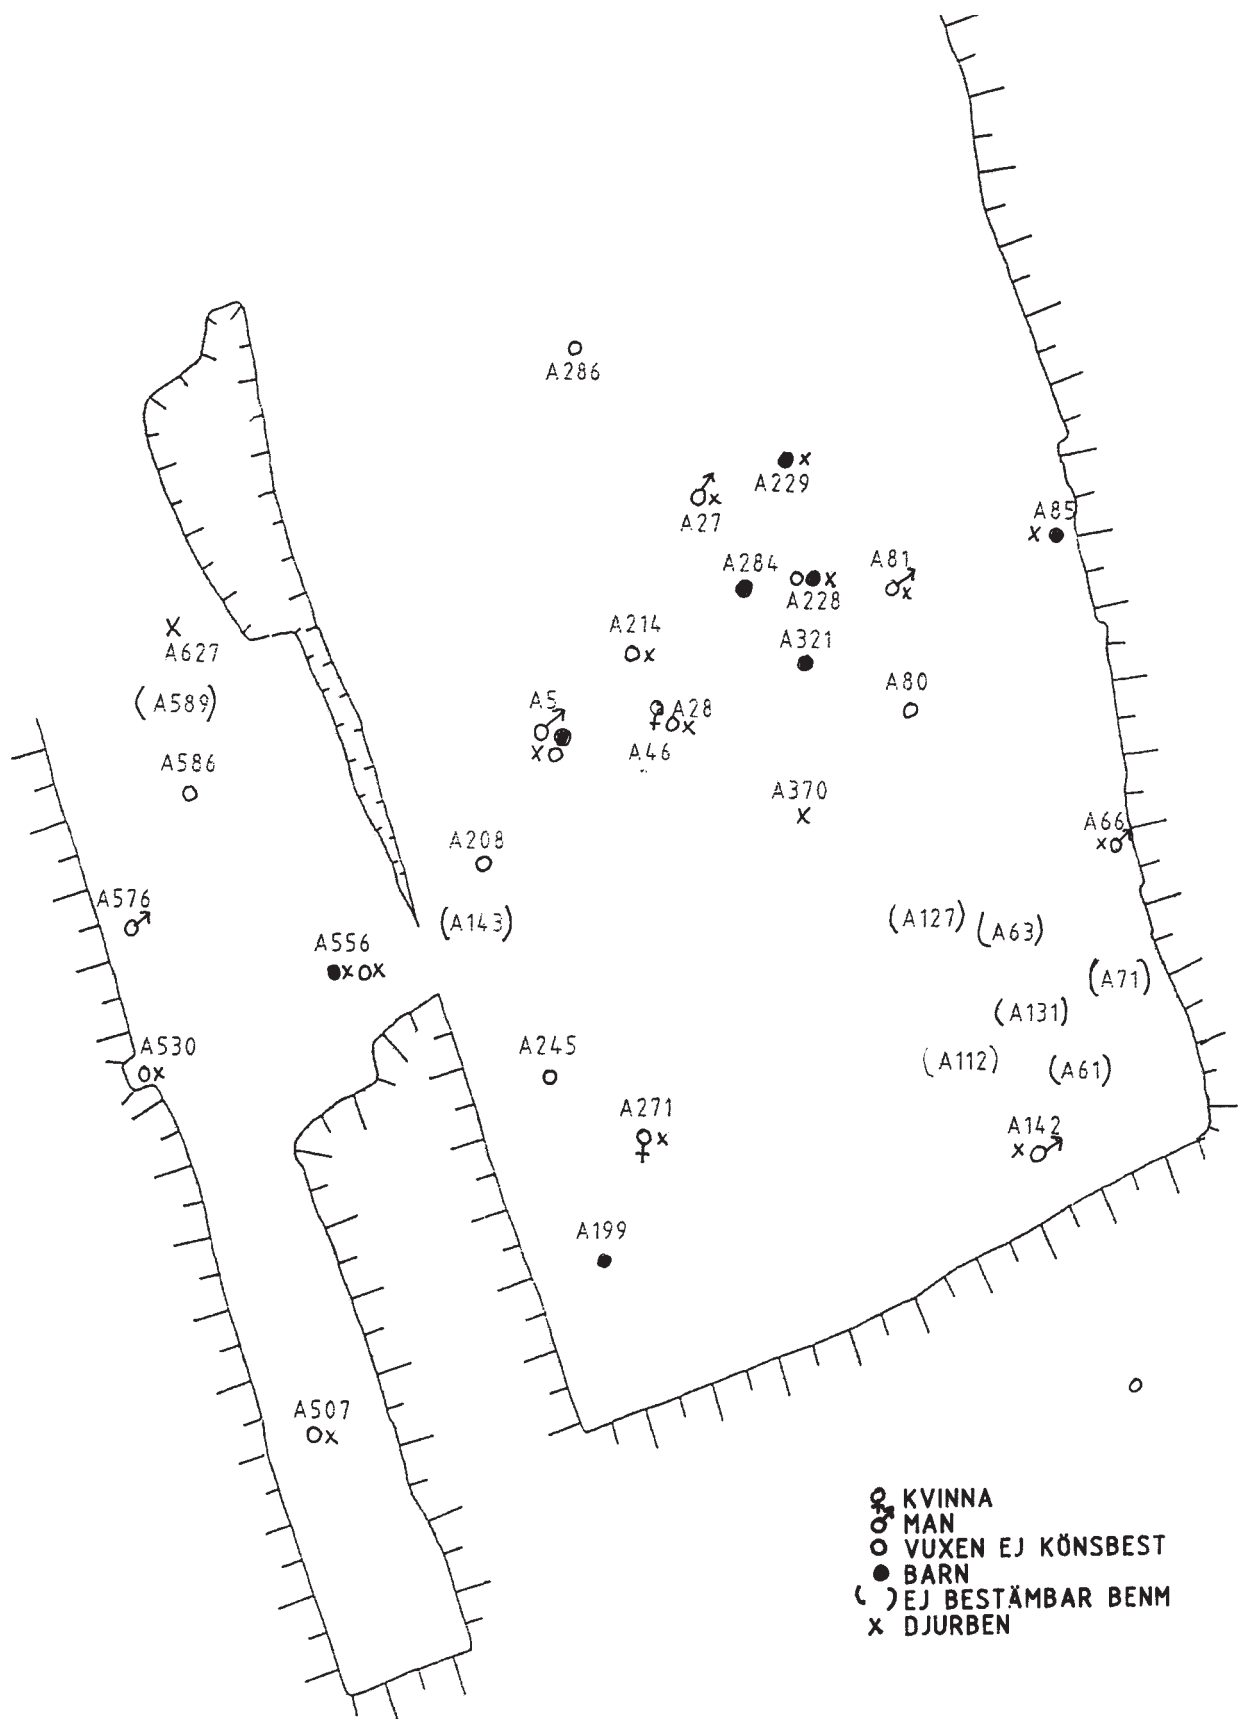 A286
A229
A27
A85
A284
A81
A228
A214
A321
A627
A589
A80
A5
A28
A46
A586
A370
A66
A208
A576
(A143)
(A127)
(A63)
A556
(A71)
(A131)
A530
A245
(A112)
(A61)
A271
A142
A199
A507
KVINNA
MAN
VUXEN EJ KÖNSBEST
BARN
( ) EJ BESTÄMBAR BENM
x DJURBEN